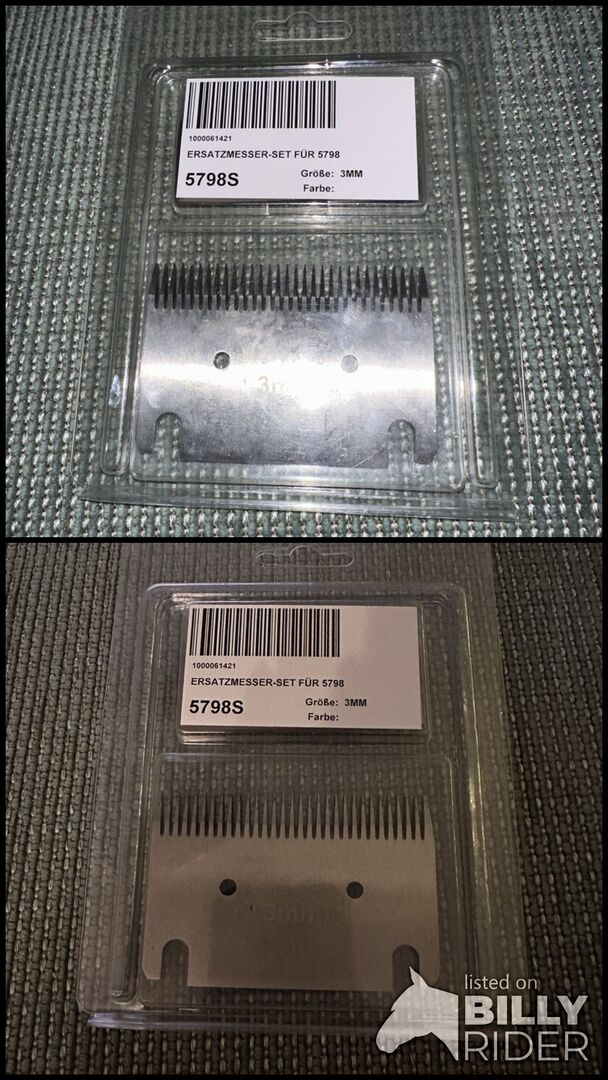 1000061421
ERSATZMESSER-SET FÜR 5798
5798S
Größe: 3MM
Farbe:
1000061421
ERSATZMESSER-SET FÜR 5798
5798S
Größe: 3MM
Farbe:
listed on
BILLY
RIDER